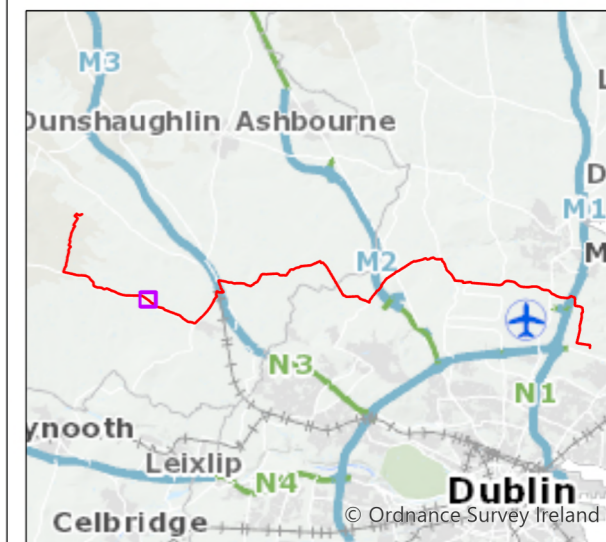 M3
Dunshaughlin Ashbourne
L
D
M1
M2
M
N3
N1
ynooth
Leixlip
N4
Dublin
Celbridge
© Ordnance Survey Ireland